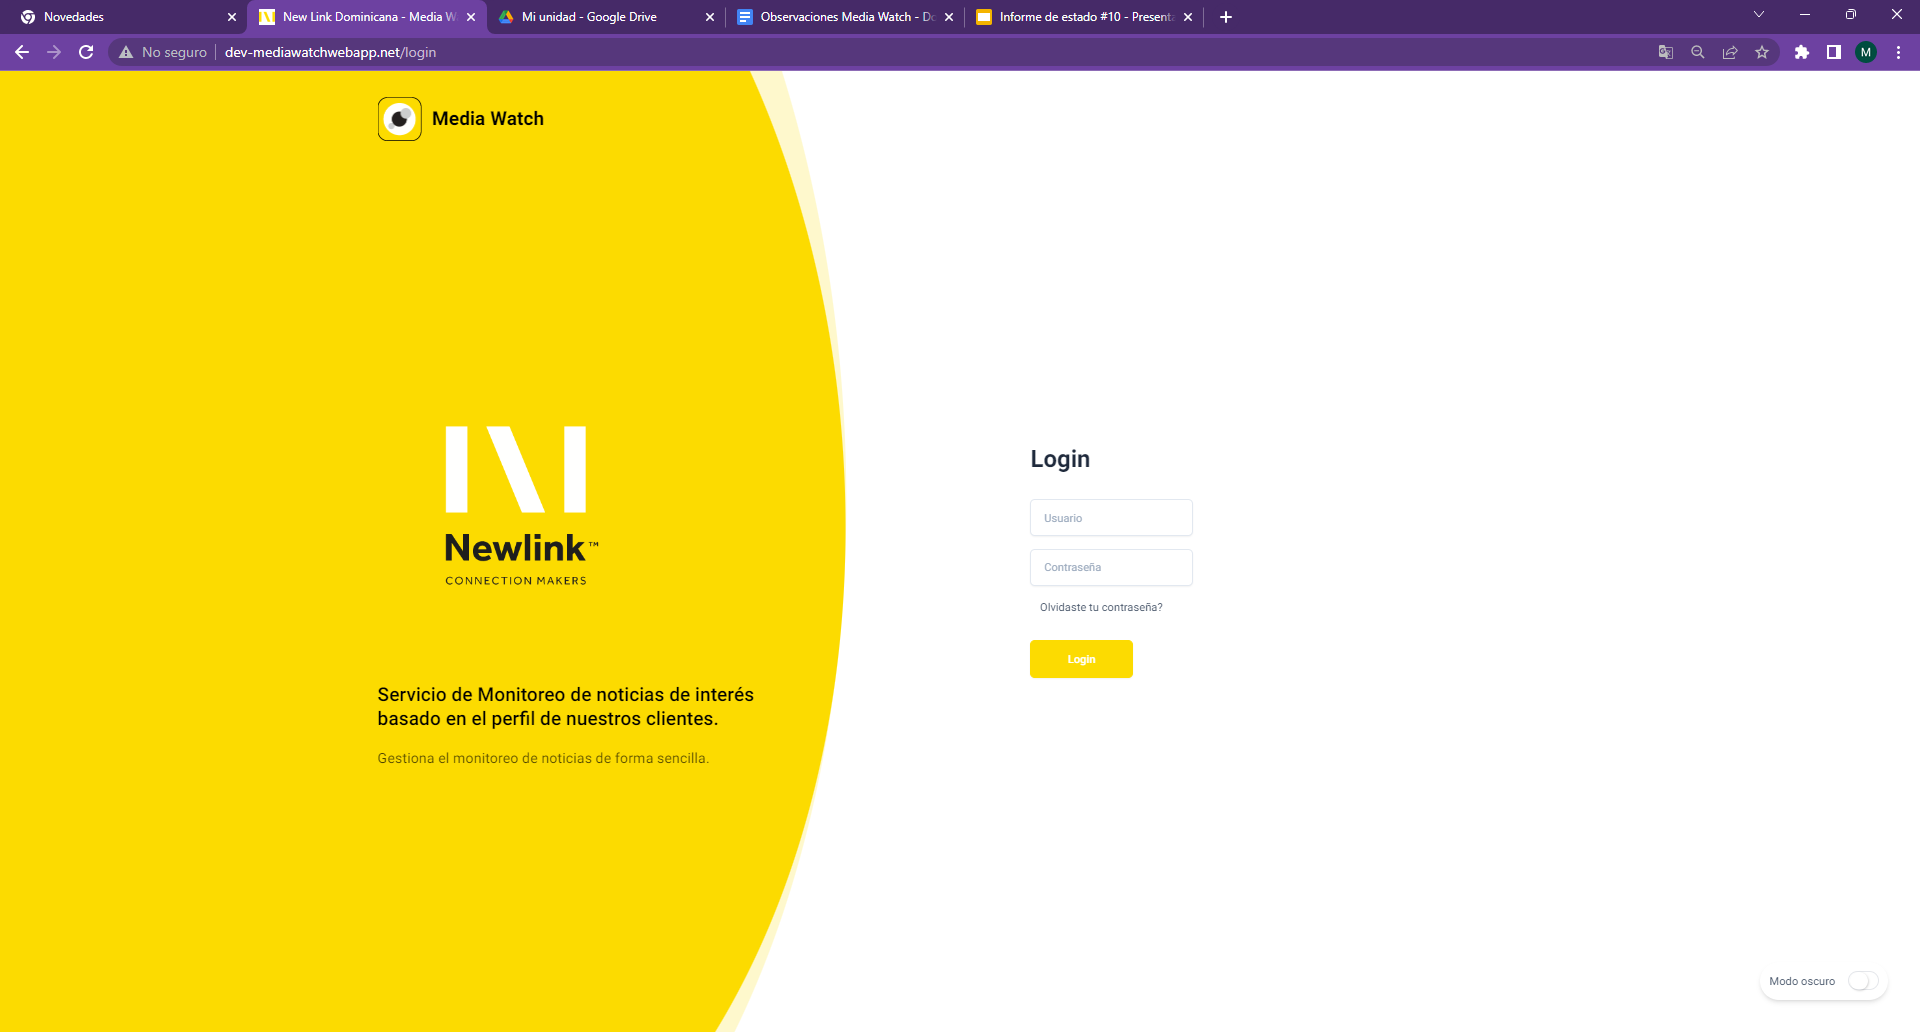 Novedades
New Link Dominicana - Media W
Mi unidad - Google Drive
Observaciones Media Watch - Do
Informe de estado #10 - Present
No seguro
dev-mediawatchwebapp.net/login
M
Media Watch
Newlink™
CONNECTION MAKERS
Servicio de Monitoreo de noticias de interés
basado en el perfil de nuestros clientes.
Gestiona el monitoreo de noticias de forma sencilla.
Login
Usuario
Contraseña
Olvidaste tu contraseña?
Login
Modo oscuro